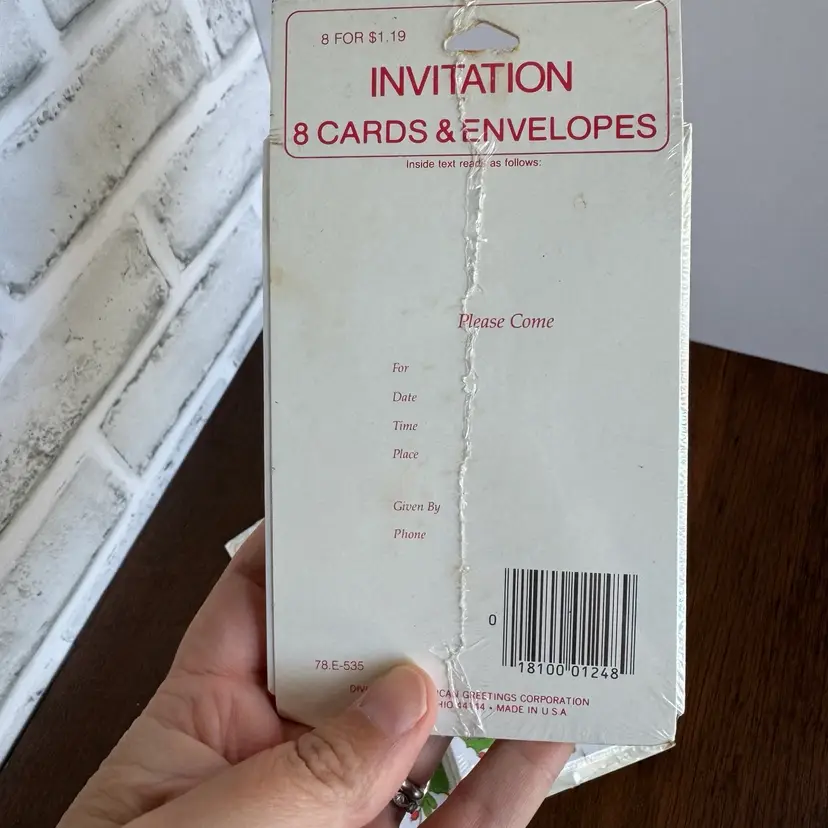 8 FOR $1.19
INVITATION
8 CARDS & ENVELOPES
Inside text reads as follows:
Please Come
For
Date
Time
Place
Given By
Phone
0
18100 01248
78.E-535
GREETINGS CORPORATION
44144 • MADE IN U S A